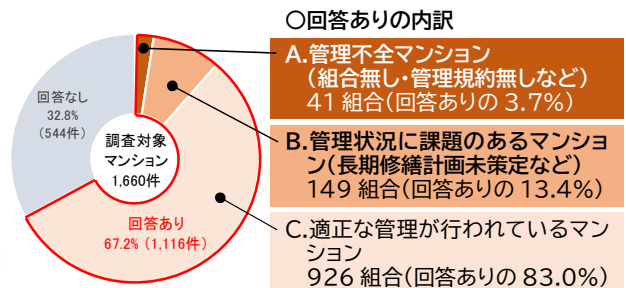 〇回答ありの内訳
A.管理不全マンション
(組合無し・管理規約無しなど)
41 組合(回答ありの 3.7%)
B.管理状況に課題のあるマンショ
ン(長期修繕計画未策定など)
149 組合(回答ありの 13.4%)
C.適正な管理が行われているマン
ション
926 組合(回答ありの 83.0%)
回答なし
32.8%
(544件)
調査対象
マンション
1,660件
回答あり
67.2% (1,116件)